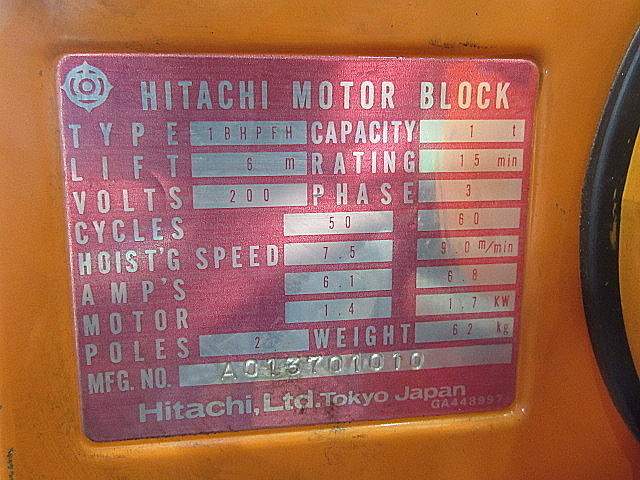 HITACHI MOTOR BLOCK
TYPE 1BHPFH CAPACITY 1 t
LIFT 6 m RATING 15 min
VOLTS 200 PHASE 3
CYCLES 50 60
HOIST'G SPEED 7.5 9.0 m/min
AMP'S 6.1 6.8
MOTOR 1.4 1.7 KW
POLES 2 WEIGHT 62 kg
MFG. NO. A013701010
Hitachi, Ltd. Tokyo Japan
GA448997